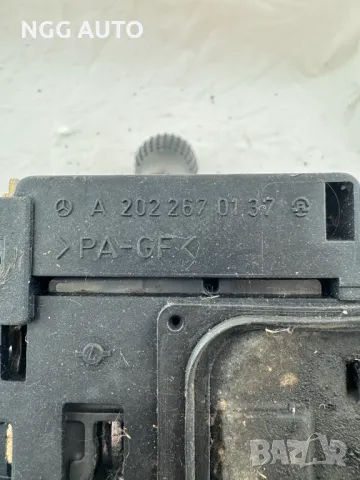 NGG AUTO
A 202 267 01 37
>PA-GF<
BAZAR